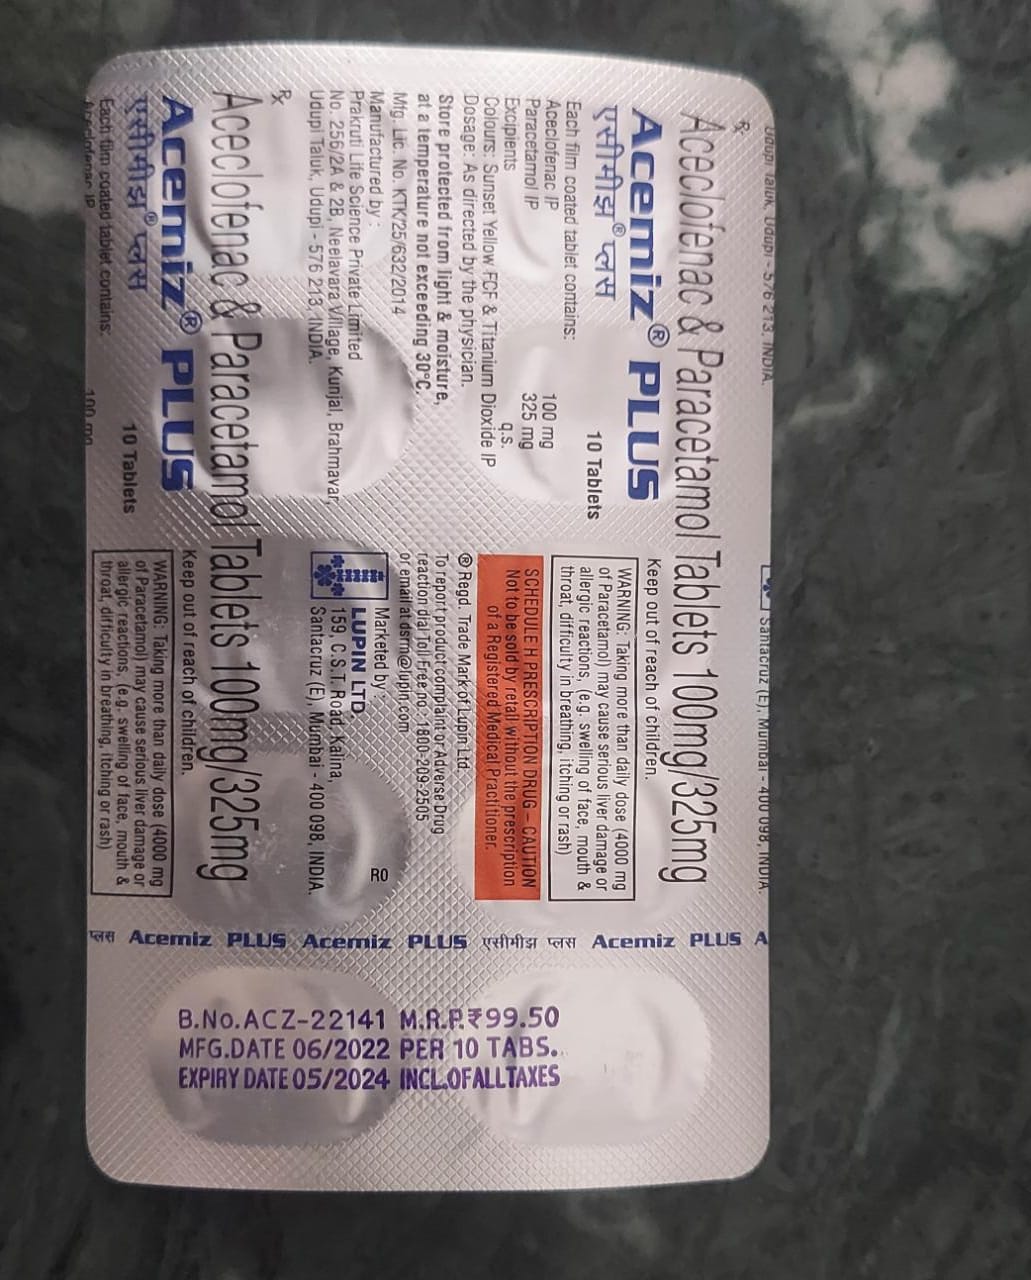 Udupi Taluk, Udupi - 576 213, INDIA.
Santacruz (E), Mumbai - 400 098, INDIA.
Rx
Aceclofenac & Paracetamol Tablets 100mg/325mg
Acemiz® PLUS
एसीमीझ® प्लस
10 Tablets
Each film coated tablet contains:
Aceclofenac IP 100 mg
Paracetamol IP 325 mg
Excipients q.s.
Colours: Sunset Yellow FCF & Titanium Dioxide IP
Dosage: As directed by the physician.
Store protected from light & moisture,
at a temperature not exceeding 30°C.
Mfg. Lic. No. KTK/25/632/2014
Manufactured by :
Prakruti Life Science Private Limited
No. 256/2A & 2B, Neelavara Village, Kunjal, Brahmavar,
Udupi Taluk, Udupi - 576 213, INDIA.
Keep out of reach of children.
WARNING: Taking more than daily dose (4000 mg
of Paracetamol) may cause serious liver damage or
allergic reactions, (e.g. swelling of face, mouth &
throat, difficulty in breathing, itching or rash)
SCHEDULE H PRESCRIPTION DRUG – CAUTION
Not to be sold by retail without the prescription
of a Registered Medical Practitioner.
® Regd. Trade Mark of Lupin Ltd.
To report product complaint or Adverse Drug
reaction dial Toll Free no.: 1800-209-2505
or email at dsrm@lupin.com
R0
Marketed by :
LUPIN LTD.
159, C.S.T. Road, Kalina,
Santacruz (E), Mumbai - 400 098, INDIA.
Rx
Aceclofenac & Paracetamol Tablets 100mg/325mg
Acemiz® PLUS
एसीमीझ® प्लस
10 Tablets
Each film coated tablet contains:
Aceclofenac IP 100 mg
Keep out of reach of children.
WARNING: Taking more than daily dose (4000 mg
of Paracetamol) may cause serious liver damage or
allergic reactions, (e.g. swelling of face, mouth &
throat, difficulty in breathing, itching or rash)
प्लस Acemiz PLUS Acemiz PLUS एसीमीझ प्लस Acemiz PLUS A
B.No.ACZ-22141 M.R.P.₹99.50
MFG.DATE 06/2022 PER 10 TABS.
EXPIRY DATE 05/2024 INCL.OFALLTAXES